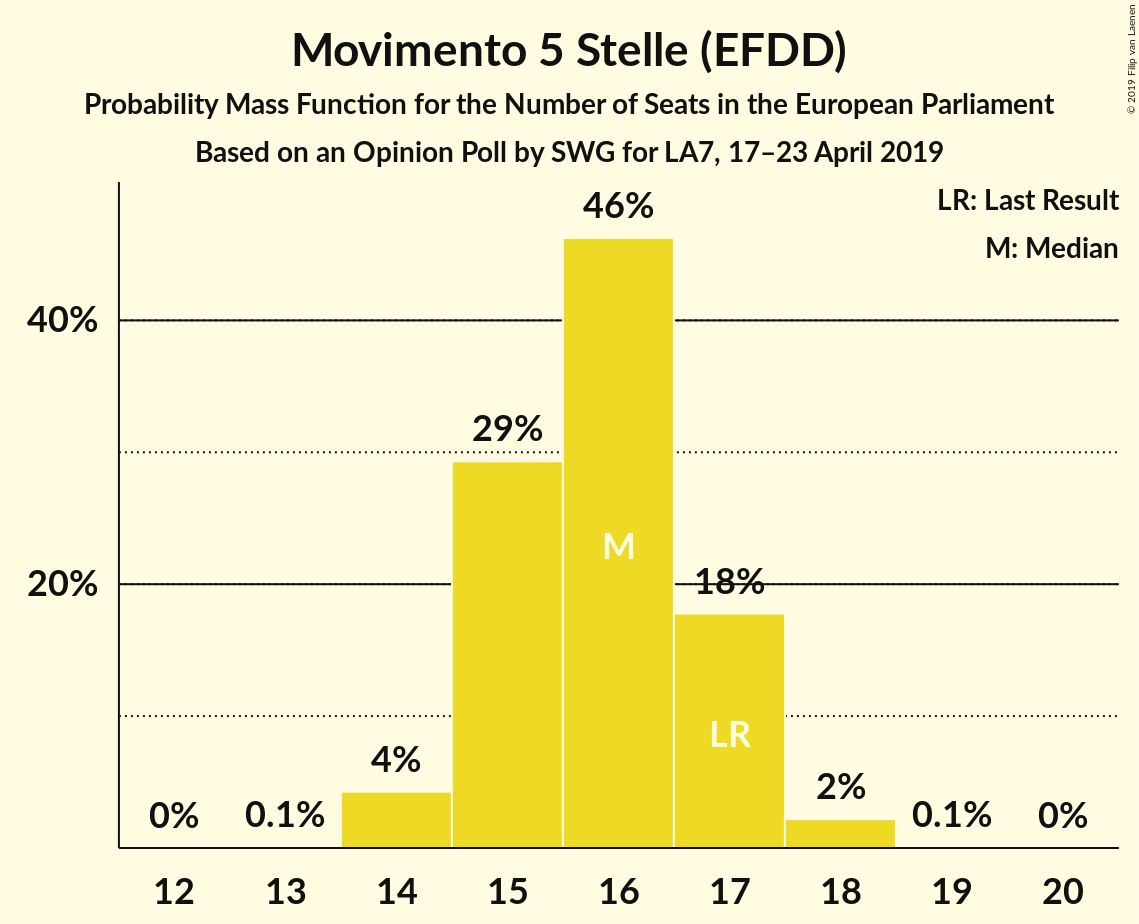 Movimento 5 Stelle (EFDD)
Probability Mass Function for the Number of Seats in the European Parliament
Based on an Opinion Poll by SWG for LA7, 17–23 April 2019
© 2019 Filip van Laenen
LR: Last Result
M: Median
46%
40%
29%
M
20%
18%
LR
4%
2%
0%
0.1%
0.1%
0%
12 13 14 15 16 17 18 19 20